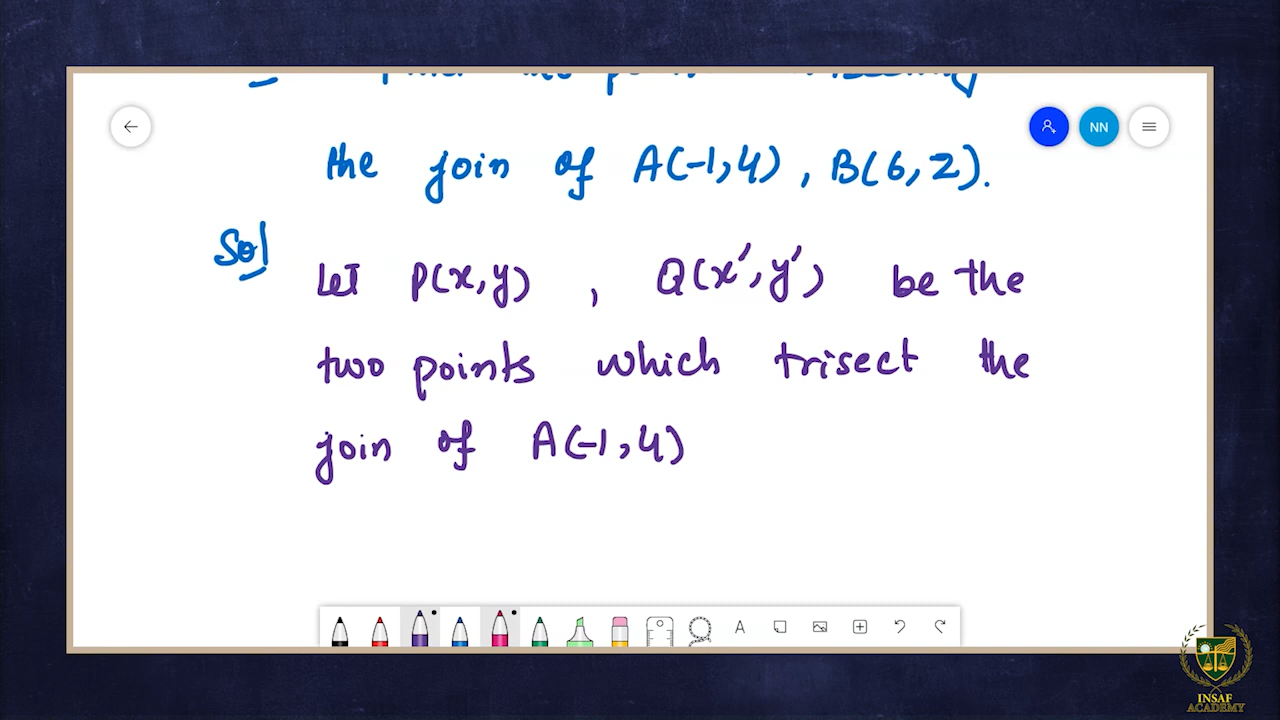 the join of A(-1,4), B(6,2).
NN
Sol
Let P(x,y) , Q(x',y') be the
two points which trisect the
join of A(-1,4)
A
INSAF
ACADEMY